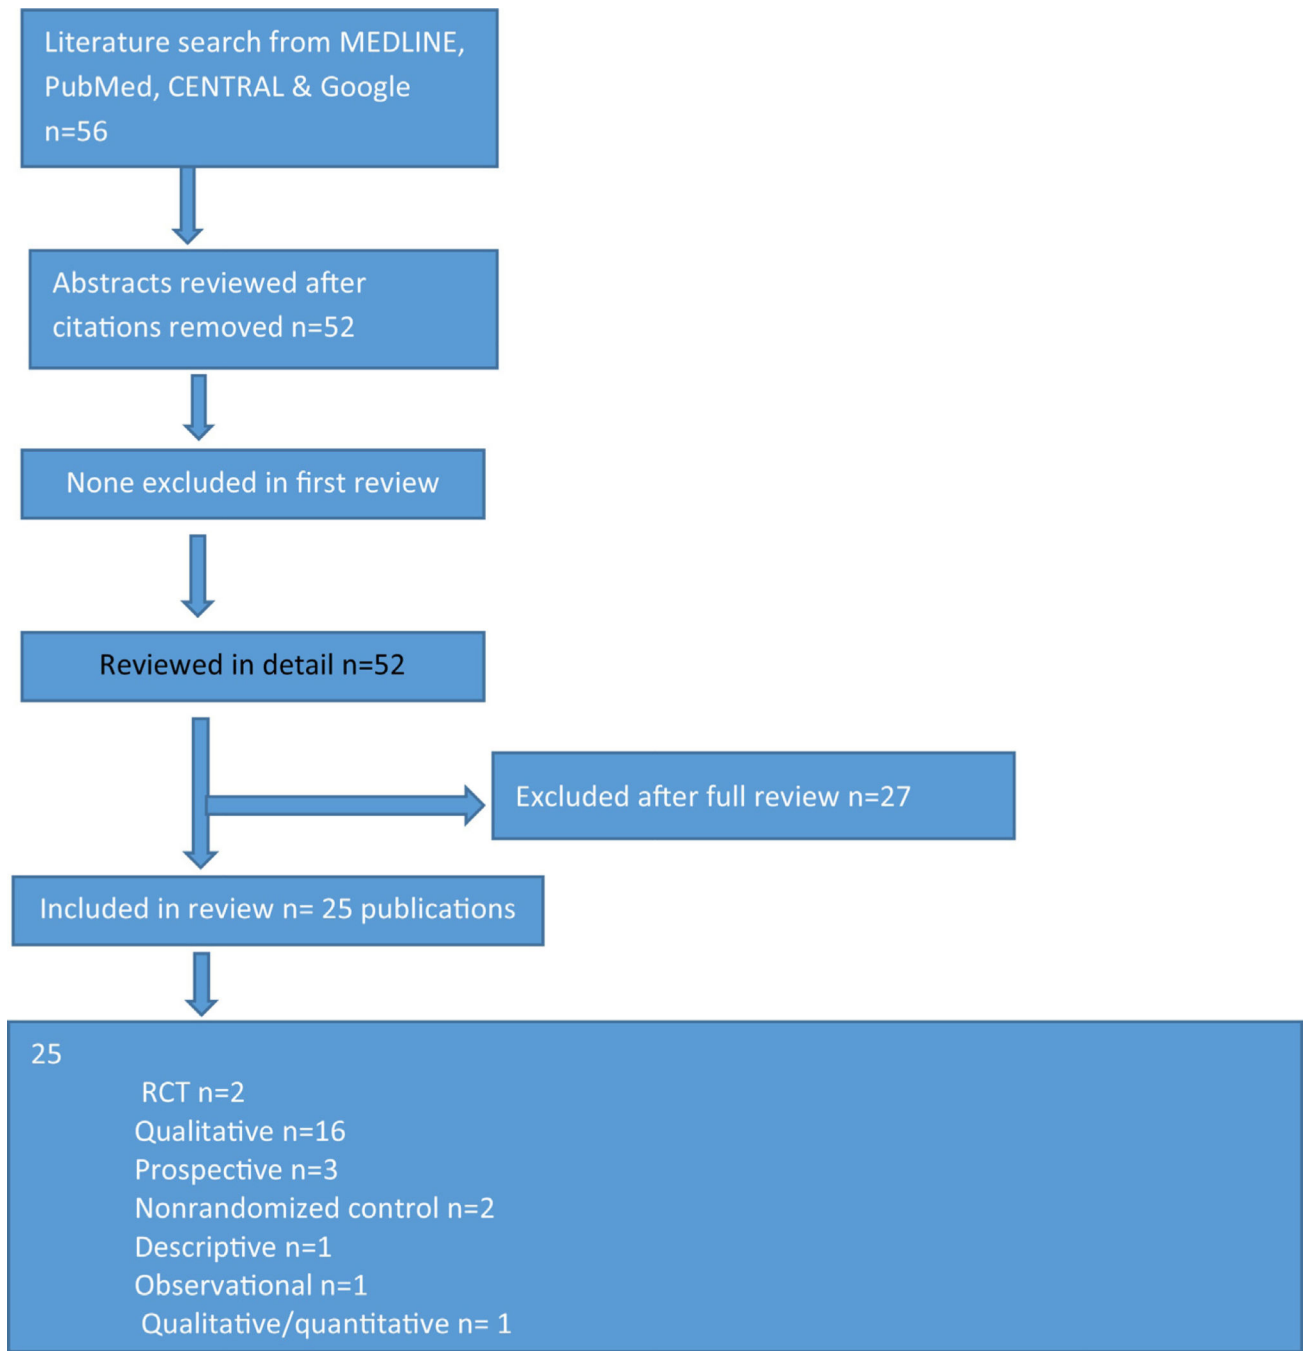 Literature search from MEDLINE,
PubMed, CENTRAL & Google
n=56
Abstracts reviewed after
citations removed n=52
None excluded in first review
Reviewed in detail n=52
Excluded after full review n=27
Included in review n= 25 publications
25
RCT n=2
Qualitative n=16
Prospective n=3
Nonrandomized control n=2
Descriptive n=1
Observational n=1
Qualitative/quantitative n= 1